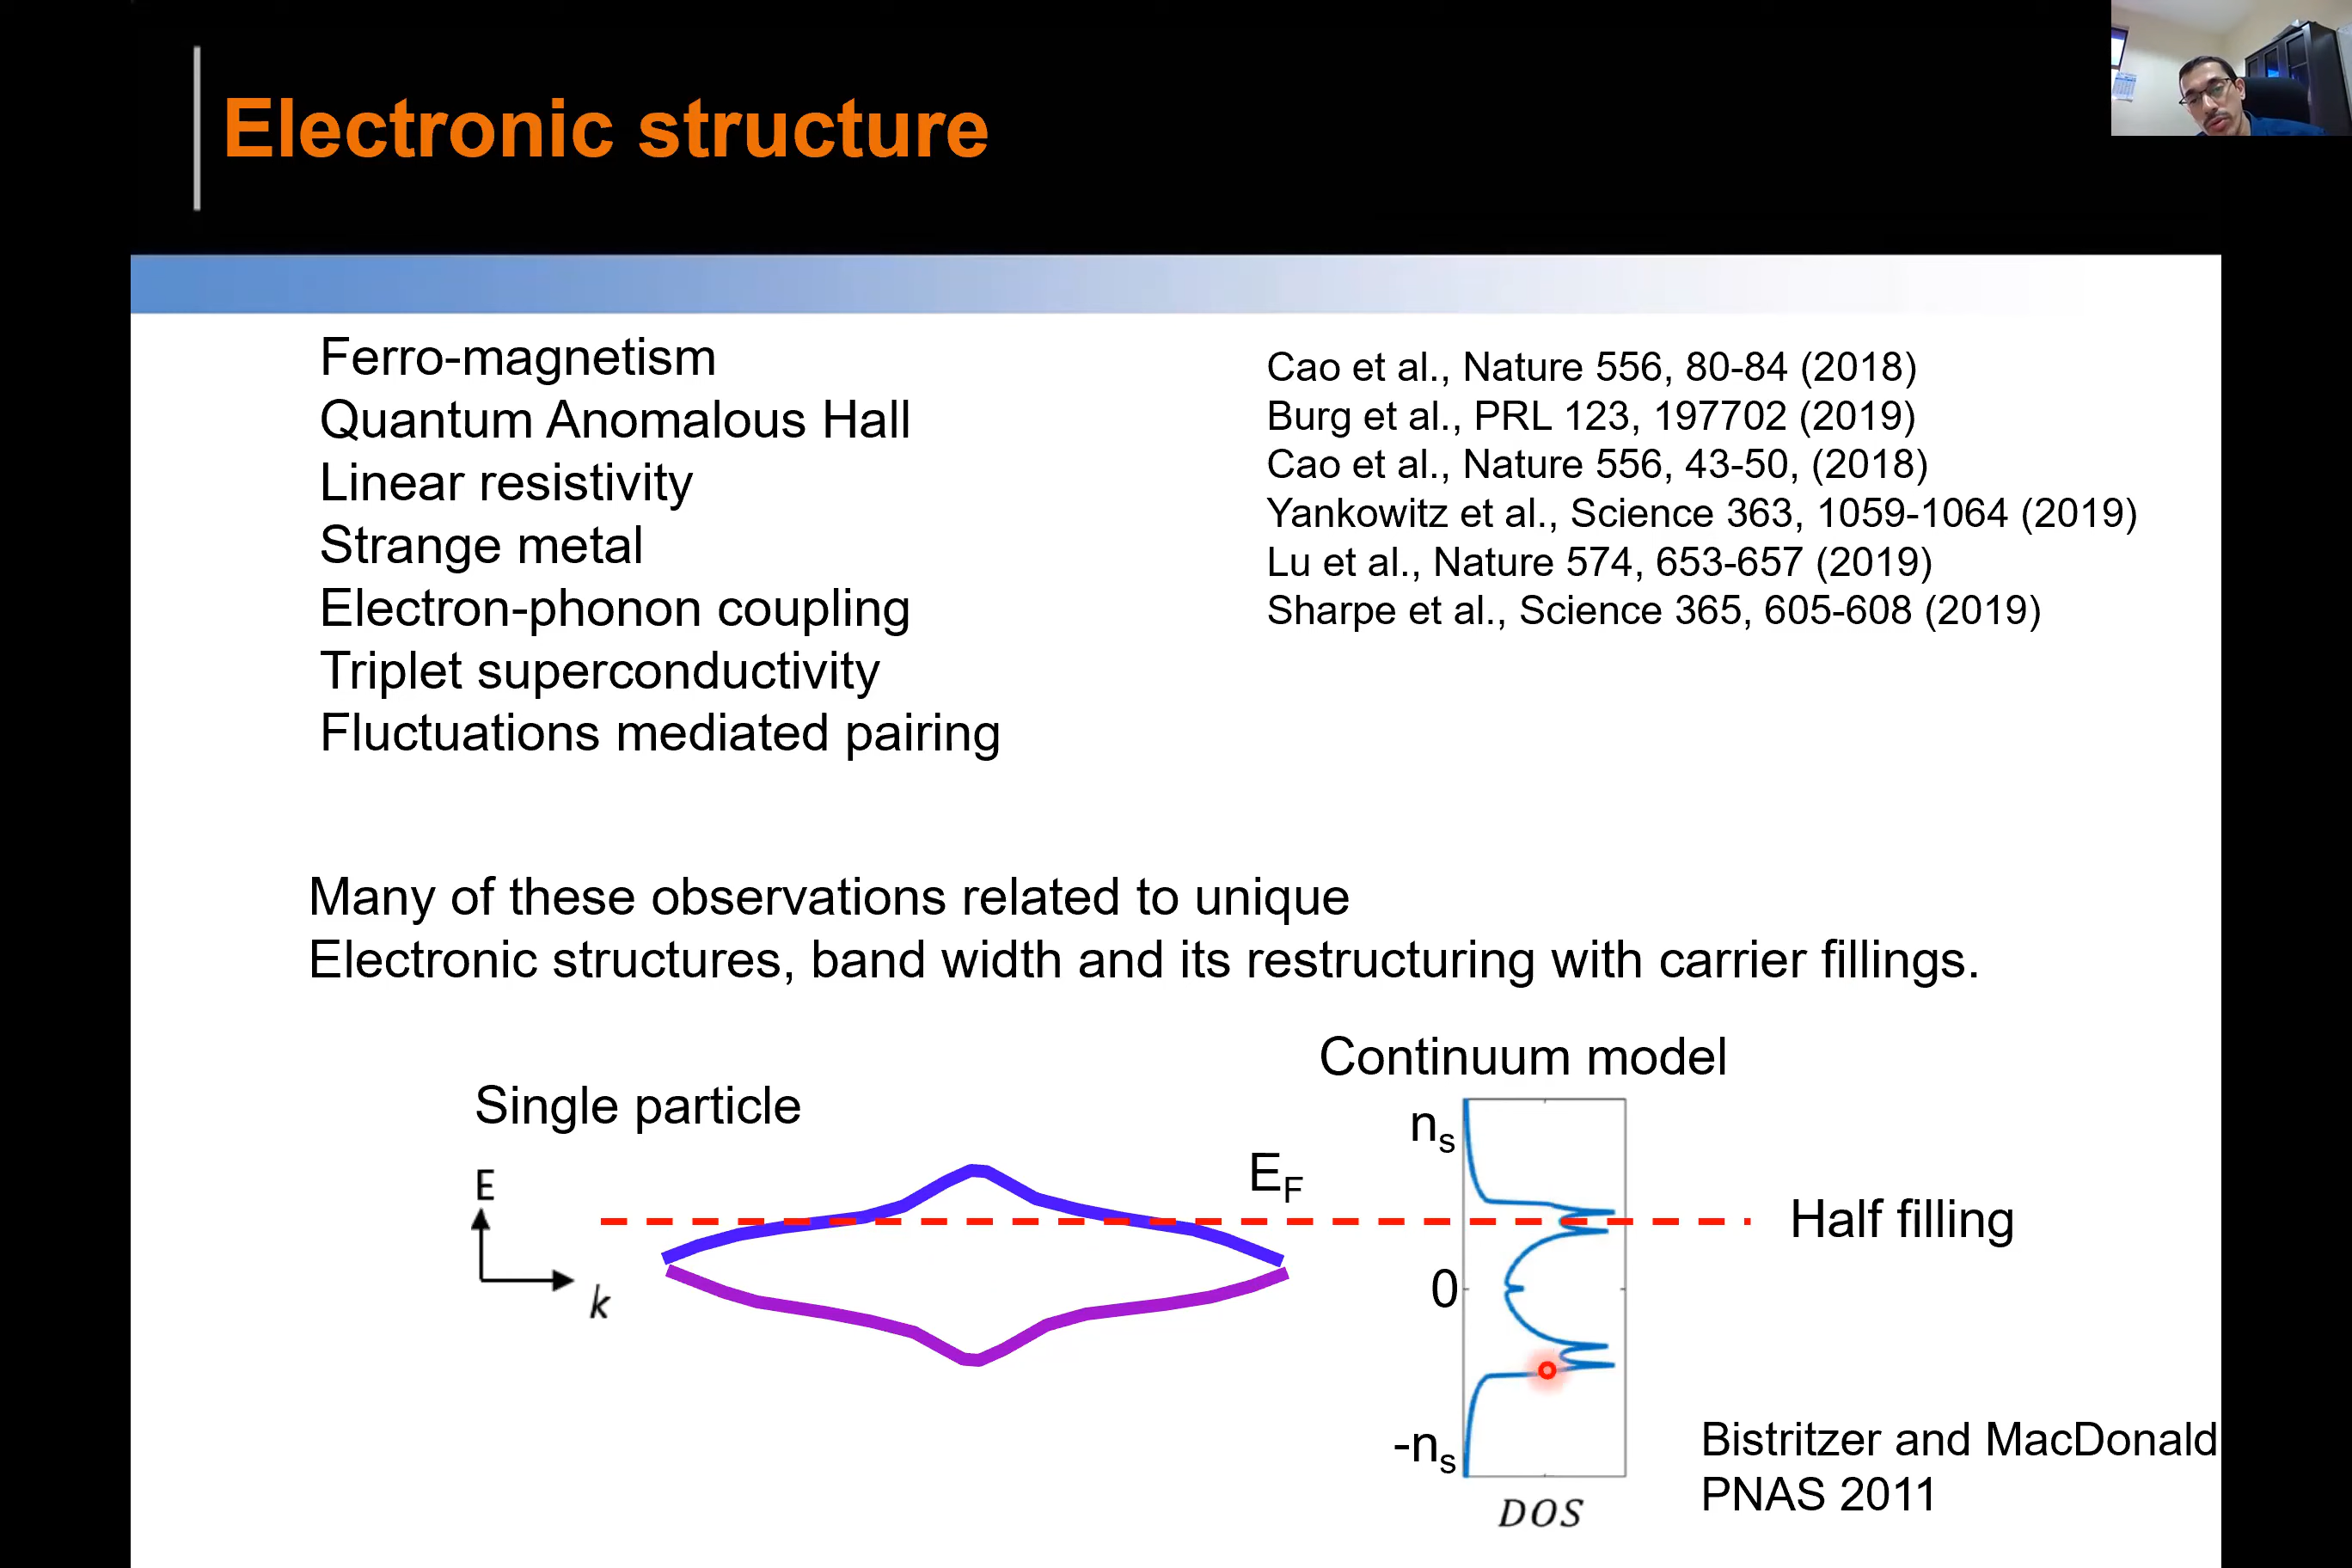 Electronic structure
Ferro-magnetism
Quantum Anomalous Hall
Linear resistivity
Strange metal
Electron-phonon coupling
Triplet superconductivity
Fluctuations mediated pairing
Cao et al., Nature 556, 80-84 (2018)
Burg et al., PRL 123, 197702 (2019)
Cao et al., Nature 556, 43-50, (2018)
Yankowitz et al., Science 363, 1059-1064 (2019)
Lu et al., Nature 574, 653-657 (2019)
Sharpe et al., Science 365, 605-608 (2019)
Many of these observations related to unique
Electronic structures, band width and its restructuring with carrier fillings.
Single particle
E
k
E_F
Continuum model
n_s
0
-n_s
DOS
Half filling
Bistritzer and MacDonald
PNAS 2011